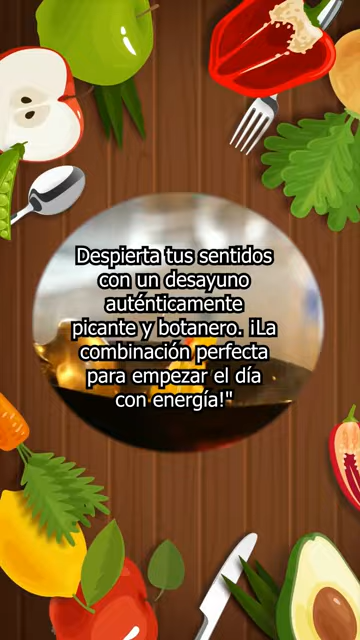 Despierta tus sentidos
con un desayuno
auténticamente
picante y botanero. ¡La
combinación perfecta
para empezar el día
con energía!"